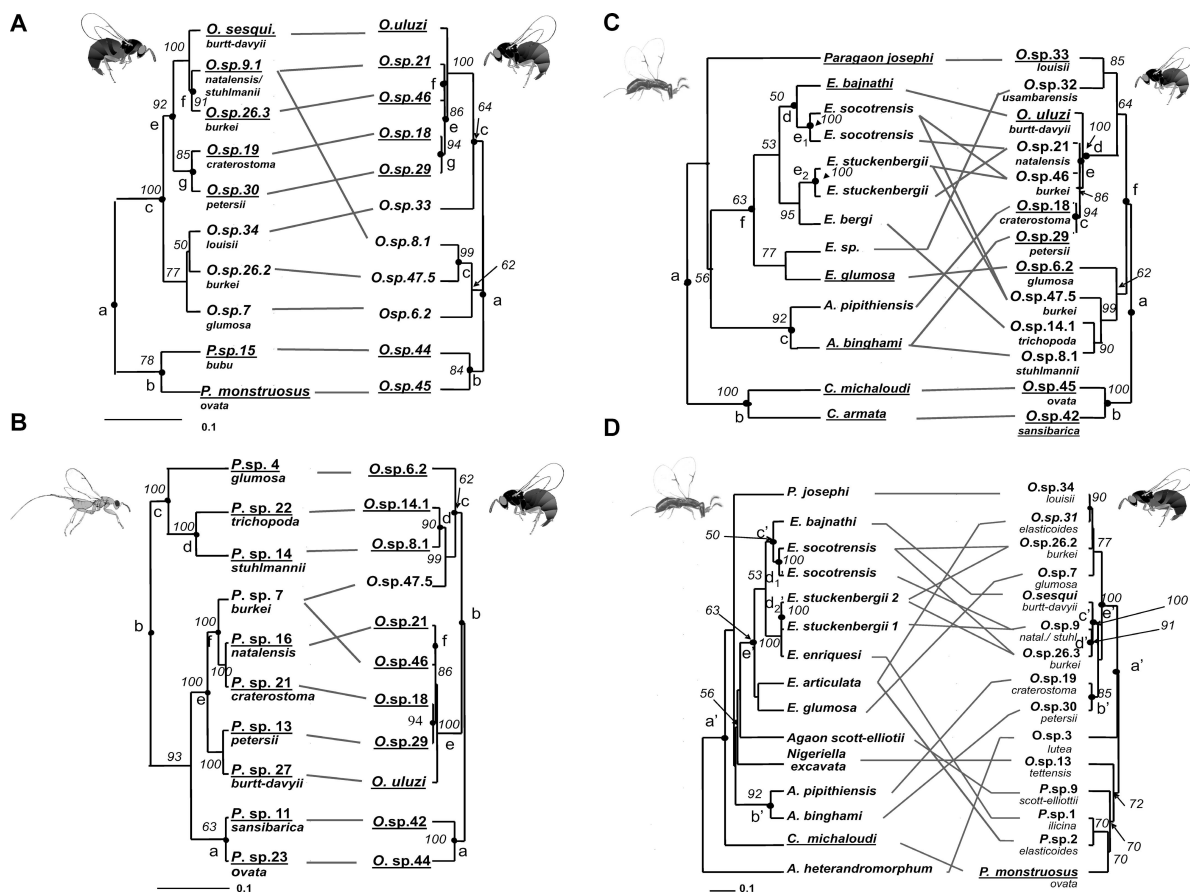 A
O. sesqui.
burtt-davyii
O.sp.9.1
natalensis/
stuhlmanii
O.sp.26.3
burkei
O.sp.19
craterostoma
O.sp.30
petersii
O.sp.34
louisii
O.sp.26.2
burkei
O.sp.7
glumosa
P.sp.15
bubu
P. monstruosus
ovata
O.uluzi
O.sp.21
O.sp.46
O.sp.18
O.sp.29
O.sp.33
O.sp.8.1
O.sp.47.5
Osp.6.2
O.sp.44
O.sp.45
100
91
f
92
e
85
g
100
c
50
77
a
78
b
0.1
100
f
86
e
94
g
64
c
99
c
62
a
84
b
B
P.sp. 4
glumosa
P. sp. 22
trichopoda
P. sp. 14
stuhlmannii
P. sp. 7
burkei
P. sp. 16
natalensis
P. sp. 21
craterostoma
P. sp. 13
petersii
P. sp. 27
burtt-davyii
P. sp. 11
sansibarica
P. sp.23
ovata
O.sp.6.2
O.sp.14.1
O.sp.8.1
O.sp.47.5
O.sp.21
O.sp.46
O.sp.18
O.sp.29
O. uluzi
O.sp.42
O. sp.44
100
c
100
d
b
100
f
100
100
e
100
93
63
a
0.1
62
c
d
90
99
b
f
86
94
100
e
100
a
C
Paragaon josephi
E. bajnathi
E. socotrensis
E. socotrensis
E. stuckenbergii
E. stuckenbergii
E. bergi
E. sp.
E. glumosa
A. pipithiensis
A. binghami
C. michaloudi
C. armata
O.sp.33
louisii
O.sp.32
usambarensis
O. uluzi
burtt-davyii
O.sp.21
natalensis
O.sp.46
burkei
O.sp.18
craterostoma
O.sp.29
petersii
O.sp.6.2
glumosa
O.sp.47.5
burkei
O.sp.14.1
trichopoda
O.sp.8.1
stuhlmannii
O.sp.45
ovata
O.sp.42
sansibarica
50
d
100
e1
53
e2
100
95
63
f
77
a
56
92
c
100
b
85
64
100
d
e
86
94
c
f
62
99
90
a
100
b
D
P. josephi
E. bajnathi
E. socotrensis
E. socotrensis
E. stuckenbergii 2
E. stuckenbergii 1
E. enriquesi
E. articulata
E. glumosa
Agaon scott-elliotii
Nigeriella
excavata
A. pipithiensis
A. binghami
C. michaloudi
A. heterandromorphum
O.sp.34
louisii
O.sp.31
elasticoides
O.sp.26.2
burkei
O.sp.7
glumosa
O.sesqui
burtt-davyii
O.sp.9
natal./ stuhl
O.sp.26.3
burkei
O.sp.19
craterostoma
O.sp.30
petersii
O.sp.3
lutea
O.sp.13
tettensis
P.sp.9
scott-elliottii
P.sp.1
ilicina
P.sp.2
elasticoides
P. monstruosus
ovata
c'
50
100
d1'
53
d2'
100
63
100
e'
56
a'
92
b'
0.1
90
77
100
e'
c'
100
d'
91
a'
85
b'
72
70
70